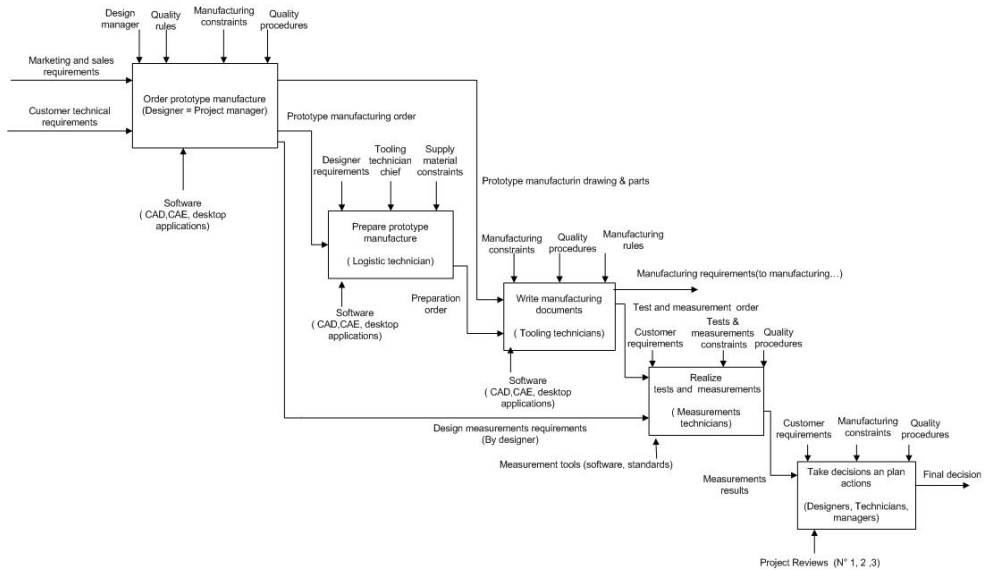 Design
manager
Quality
rules
Manufacturing
constraints
Quality
procedures
Marketing and sales
requirements
Customer technical
requirements
Order prototype manufacture
(Designer = Project manager)
Prototype manufacturing order
Software
( CAD,CAE, desktop
applications)
Designer
requirements
Tooling
technician
chief
Supply
material
constraints
Prototype manufacturin drawing & parts
Prepare prototype
manufacture
( Logistic technician)
Software
( CAD,CAE, desktop
applications)
Preparation
order
Manufacturing
constraints
Quality
procedures
Manufacturing
rules
Manufacturing requirements(to manufacturing…)
Write manufacturing
documents
( Tooling technicians)
Test and measurement order
Software
( CAD,CAE, desktop
applications)
Customer
requirements
Tests &
measurements
constraints
Quality
procedures
Realize
tests and measurements
( Measurements
technicians)
Design measurements requirements
(By designer)
Measurement tools (software, standards)
Measurements
results
Customer
requirements
Manufacturing
constraints
Quality
procedures
Take decisions an plan
actions
(Designers, Technicians,
managers)
Final decision
Project Reviews (N° 1, 2 ,3)